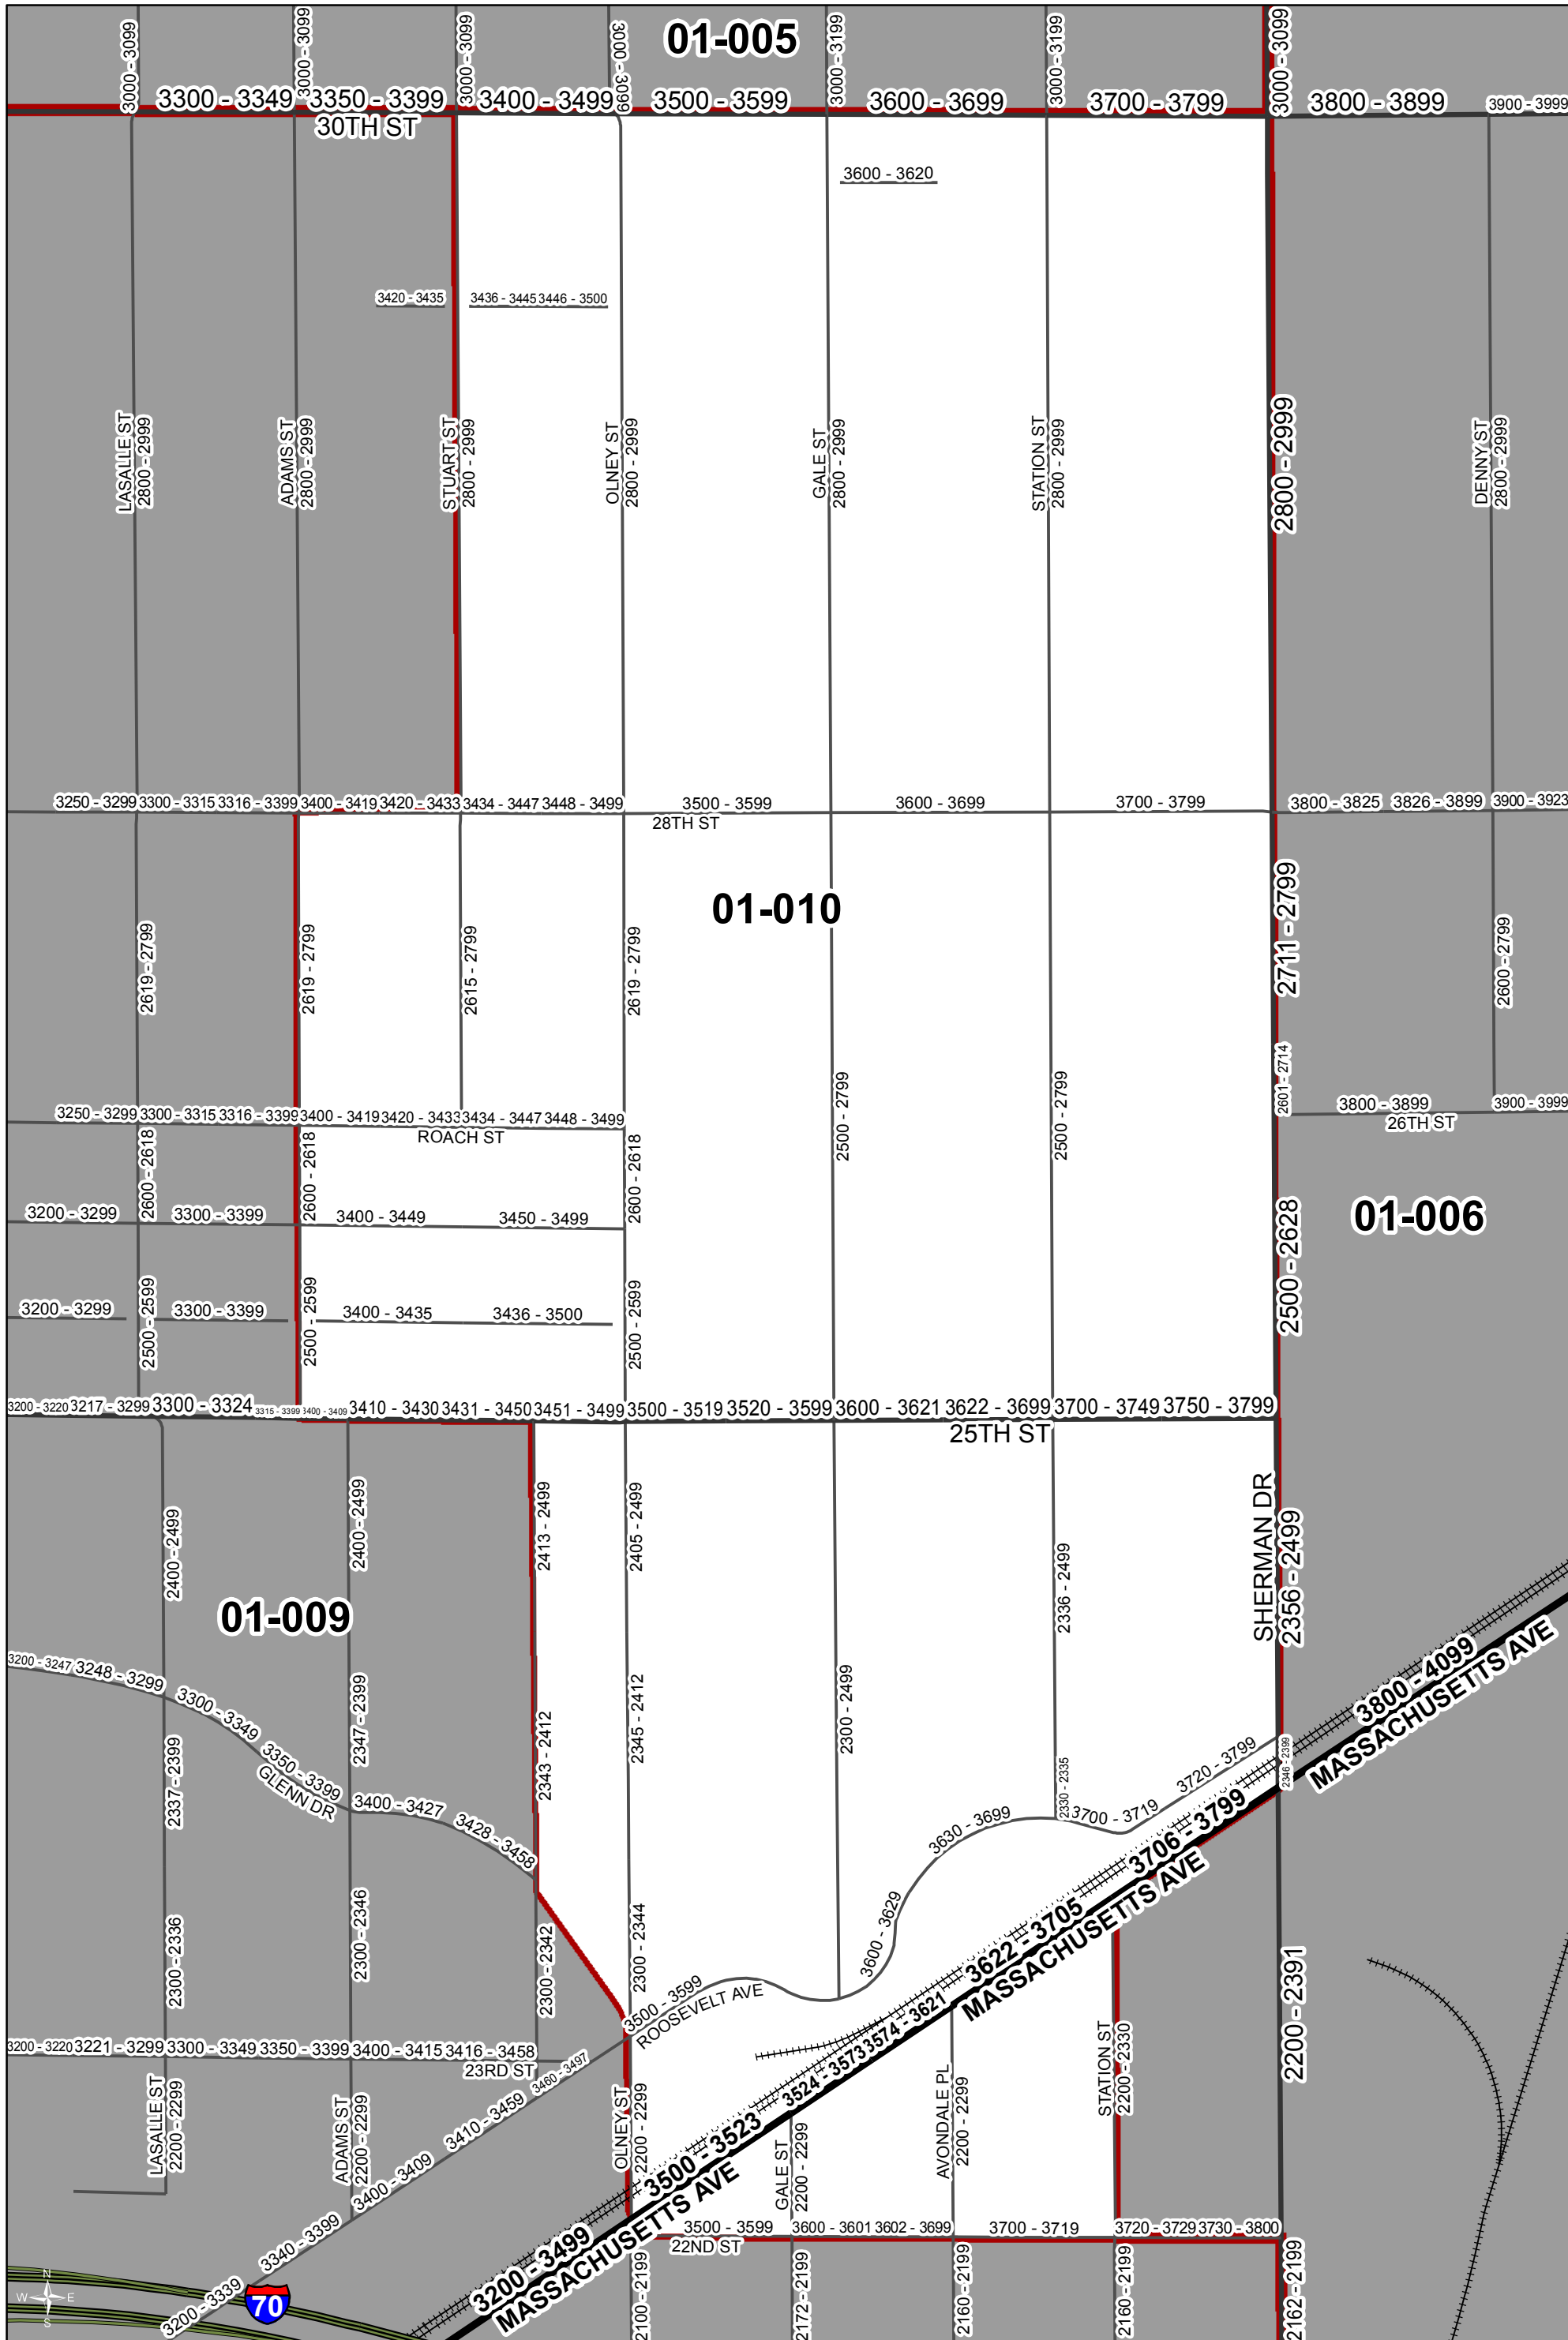 3000 - 3099
3000 - 3099
3000 - 3099
3000 - 3099
01-005
3000 - 3199
3000 - 3199
3000 - 3099
3300 - 3349
3350 - 3399
3400 - 3499
3500 - 3599
3600 - 3699
3700 - 3799
3800 - 3899
3900 - 3999
30TH ST
3600 - 3620
3420 - 3435
3436 - 3445
3446 - 3500
LASALLE ST
2800 - 2999
ADAMS ST
2800 - 2999
STUART ST
2800 - 2999
OLNEY ST
2800 - 2999
GALE ST
2800 - 2999
STATION ST
2800 - 2999
2800 - 2999
DENNY ST
2800 - 2999
3250 - 3299
3300 - 3315
3316 - 3399
3400 - 3419
3420 - 3433
3434 - 3447
3448 - 3499
3500 - 3599
3600 - 3699
3700 - 3799
3800 - 3825
3826 - 3899
3900 - 3923
28TH ST
01-010
2619 - 2799
2619 - 2799
2615 - 2799
2619 - 2799
2711 - 2799
2600 - 2799
2500 - 2799
2500 - 2799
2601 - 2714
3250 - 3299
3300 - 3315
3316 - 3399
3400 - 3419
3420 - 3433
3434 - 3447
3448 - 3499
ROACH ST
3800 - 3899
3900 - 3999
26TH ST
2600 - 2618
2600 - 2618
2600 - 2618
3200 - 3299
3300 - 3399
3400 - 3449
3450 - 3499
01-006
2500 - 2628
2500 - 2599
2500 - 2599
2500 - 2599
3200 - 3299
3300 - 3399
3400 - 3435
3436 - 3500
3200 - 3220
3217 - 3299
3300 - 3324
3315 - 3399
3400 - 3409
3410 - 3430
3431 - 3450
3451 - 3499
3500 - 3519
3520 - 3599
3600 - 3621
3622 - 3699
3700 - 3749
3750 - 3799
25TH ST
2400 - 2499
2400 - 2499
2413 - 2499
2405 - 2499
2336 - 2499
SHERMAN DR
2356 - 2499
01-009
3200 - 3247
3248 - 3299
3300 - 3349
3350 - 3399
GLENN DR
3400 - 3427
3428 - 3458
2337 - 2399
2347 - 2399
2343 - 2412
2345 - 2412
2300 - 2499
2330 - 2335
3800 - 4099
MASSACHUSETTS AVE
2346 - 2399
3720 - 3799
3700 - 3719
3630 - 3699
3600 - 3629
3706 - 3799
MASSACHUSETTS AVE
3622 - 3705
2300 - 2336
2300 - 2346
2300 - 2342
2300 - 2344
3500 - 3599
ROOSEVELT AVE
2200 - 2391
3574 - 3621
3524 - 3573
3200 - 3220
3221 - 3299
3300 - 3349
3350 - 3399
3400 - 3415
3416 - 3458
23RD ST
3460 - 3497
3410 - 3459
3400 - 3409
3340 - 3399
3200 - 3339
LASALLE ST
2200 - 2299
ADAMS ST
2200 - 2299
OLNEY ST
2200 - 2299
GALE ST
2200 - 2299
AVONDALE PL
2200 - 2299
STATION ST
2200 - 2330
3500 - 3523
MASSACHUSETTS AVE
3200 - 3499
3500 - 3599
3600 - 3601
3602 - 3699
3700 - 3719
3720 - 3729
3730 - 3800
22ND ST
2100 - 2199
2172 - 2199
2160 - 2199
2160 - 2199
2162 - 2199
N
W
E
S
70